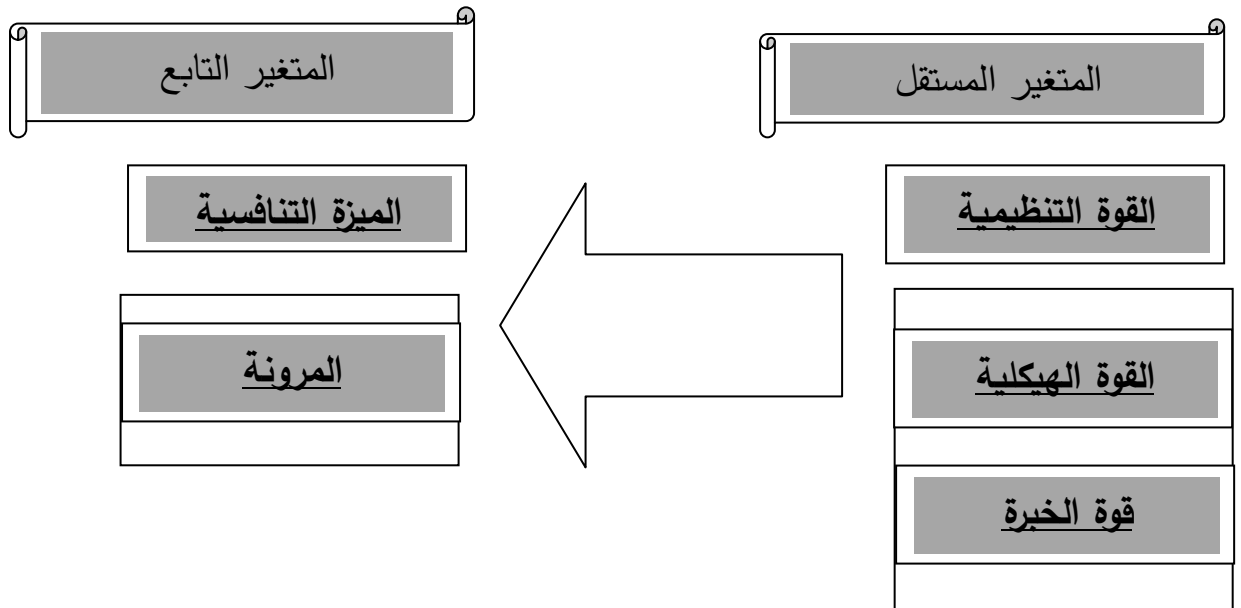 المتغير المستقل
المتغير التابع
القوة التنظيمية
الميزة التنافسية
القوة الهيكلية
المرونة
قوة الخبرة